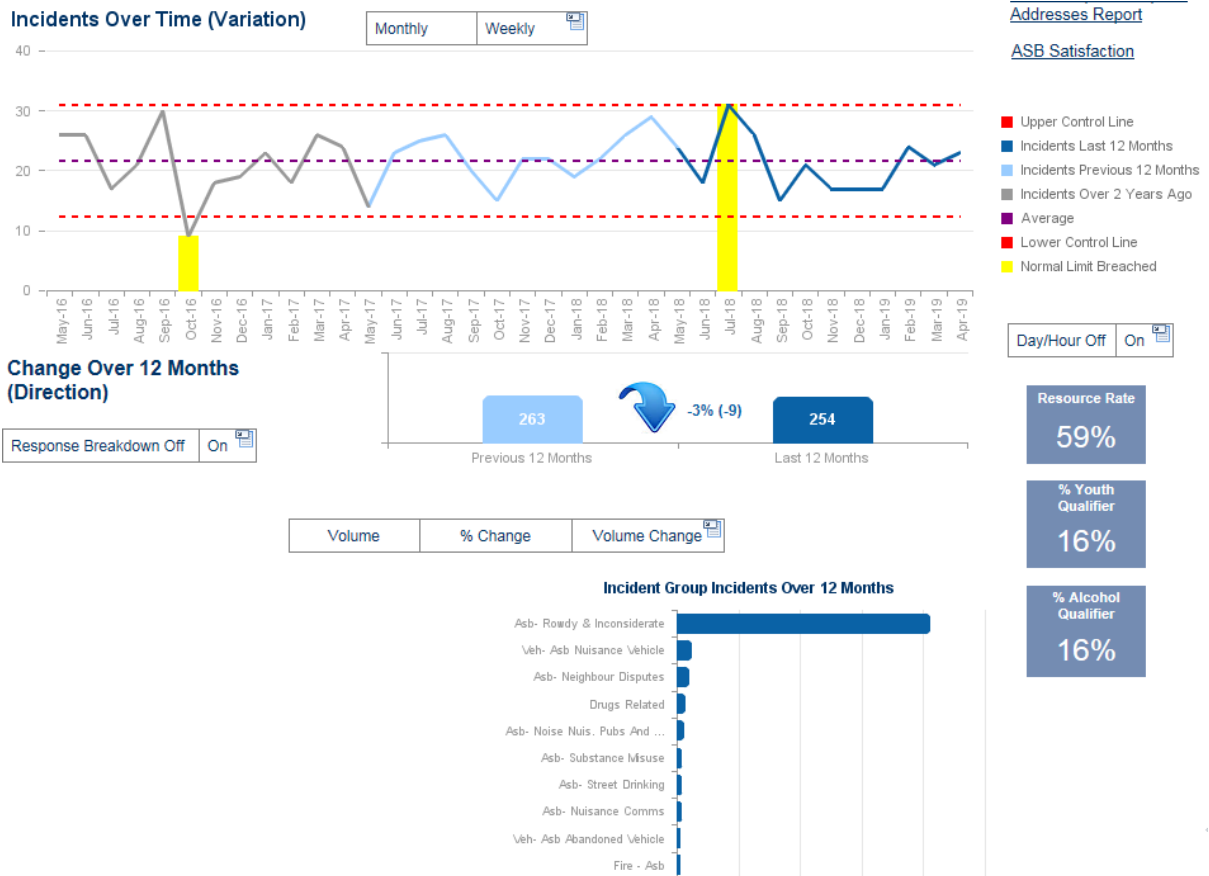 Incidents Over Time (Variation)
Monthly
Weekly
Addresses Report
ASB Satisfaction
40
30
20
10
0
May-16
Jun-16
Jul-16
Aug-16
Sep-16
Oct-16
Nov-16
Dec-16
Jan-17
Feb-17
Mar-17
Apr-17
May-17
Jun-17
Jul-17
Aug-17
Sep-17
Oct-17
Nov-17
Dec-17
Jan-18
Feb-18
Mar-18
Apr-18
May-18
Jun-18
Jul-18
Aug-18
Sep-18
Oct-18
Nov-18
Dec-18
Jan-19
Feb-19
Mar-19
Apr-19
Upper Control Line
Incidents Last 12 Months
Incidents Previous 12 Months
Incidents Over 2 Years Ago
Average
Lower Control Line
Normal Limit Breached
Day/Hour Off
On
Change Over 12 Months
(Direction)
Response Breakdown Off
On
263
-3% (-9)
254
Previous 12 Months
Last 12 Months
Resource Rate
59%
% Youth
Qualifier
16%
% Alcohol
Qualifier
16%
Volume
% Change
Volume Change
Incident Group Incidents Over 12 Months
Asb- Rowdy & Inconsiderate
Veh- Asb Nuisance Vehicle
Asb- Neighbour Disputes
Drugs Related
Asb- Noise Nuis. Pubs And ...
Asb- Substance Misuse
Asb- Street Drinking
Asb- Nuisance Comms
Veh- Asb Abandoned Vehicle
Fire - Asb